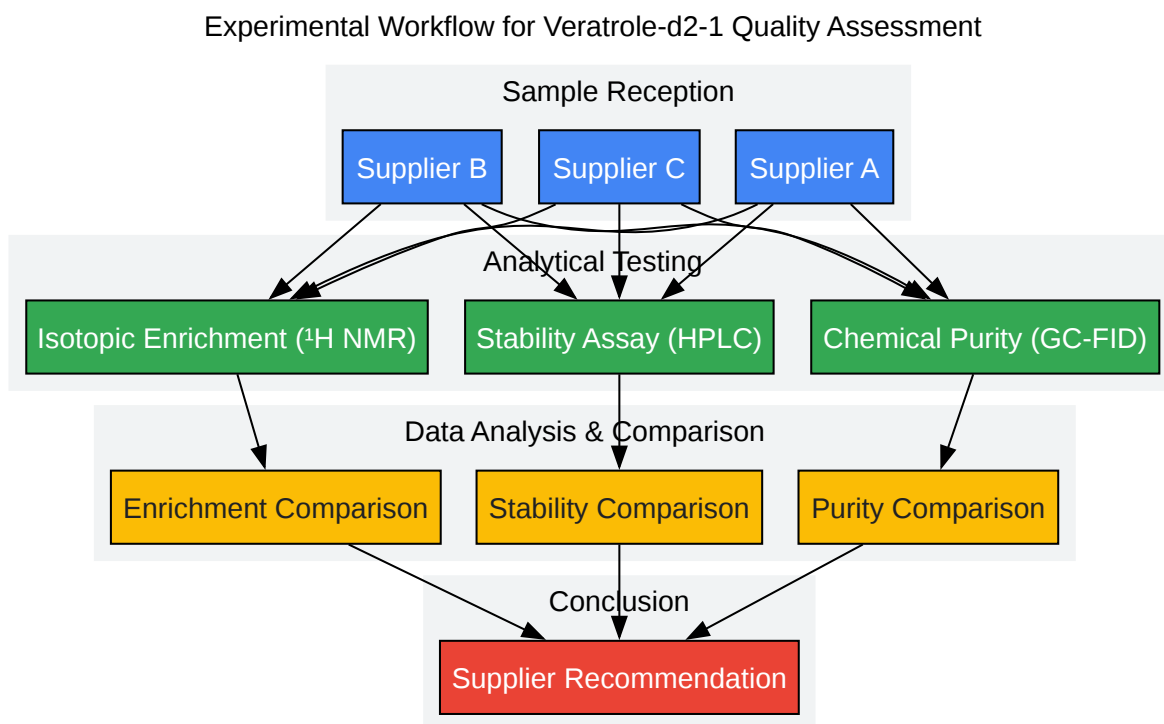 Experimental Workflow for Veratrole-d2-1 Quality Assessment
Sample Reception
Supplier B
Supplier C
Supplier A
Analytical Testing
Isotopic Enrichment (¹H NMR)
Stability Assay (HPLC)
Chemical Purity (GC-FID)
Data Analysis & Comparison
Enrichment Comparison
Stability Comparison
Purity Comparison
Conclusion
Supplier Recommendation